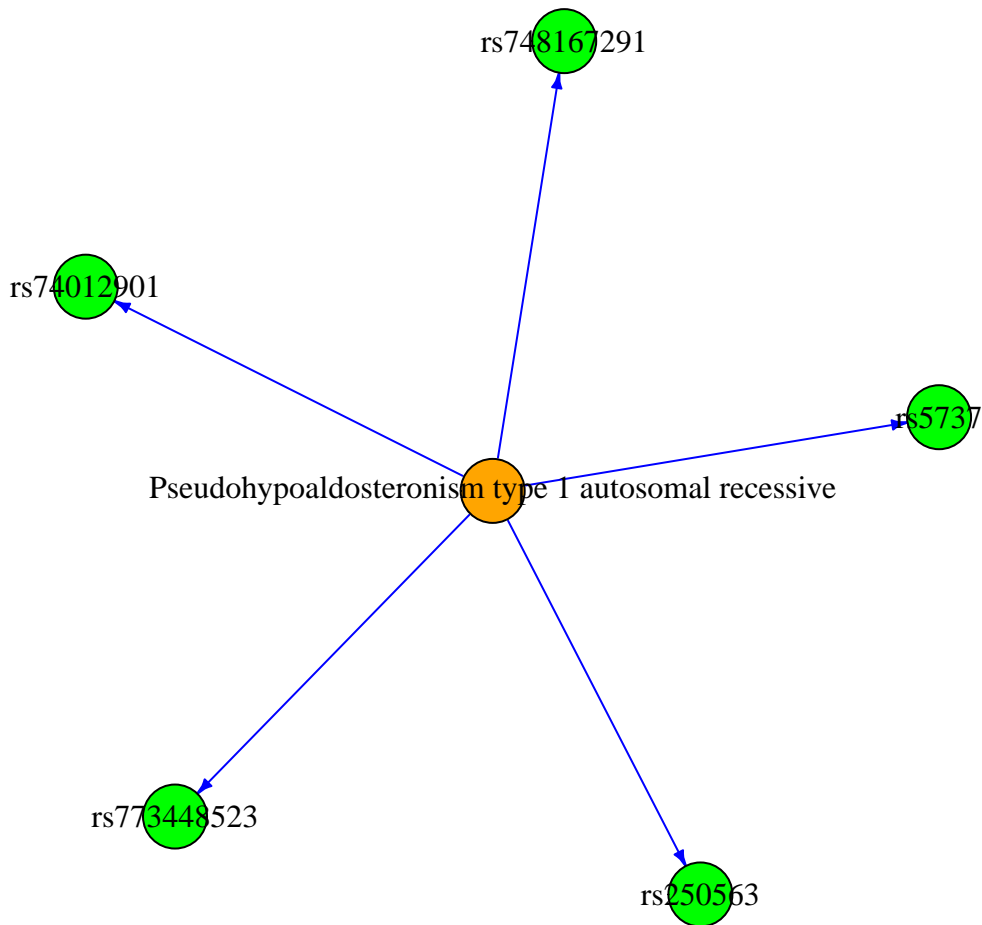 rs748167291
rs74012901
rs5737
Pseudohypoaldosteronism type 1 autosomal recessive
rs773448523
rs250563